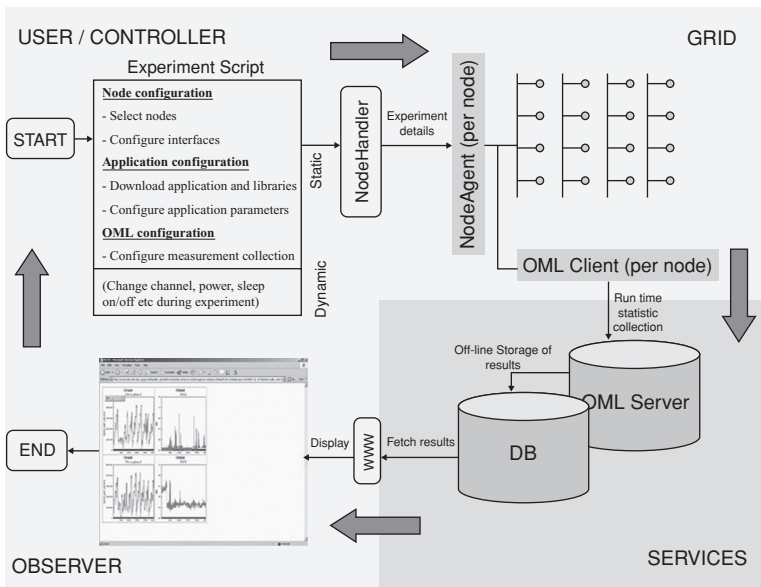 USER / CONTROLLER
GRID
Experiment Script
START
Node configuration
- Select nodes
- Configure interfaces
Application configuration
- Download application and libraries
- Configure application parameters
OML configuration
- Configure measurement collection
(Change channel, power, sleep
on/off etc during experiment)
Static
Dynamic
NodeHandler
Experiment
details
NodeAgent (per node)
OML Client (per node)
Run time
statistic
collection
Off-line Storage of
results
OML Server
DB
Fetch results
WWW
Display
END
OBSERVER
SERVICES